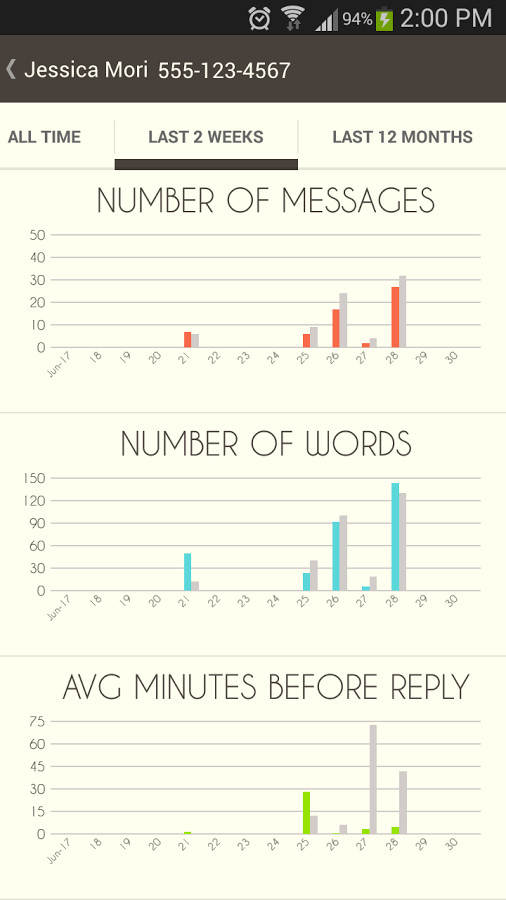 94% 2:00 PM
Jessica Mori 555-123-4567
ALL TIME LAST 2 WEEKS LAST 12 MONTHS
NUMBER OF MESSAGES
50
40
30
20
10
0
Jun-17 18 19 20 21 22 23 24 25 26 27 28 29 30
NUMBER OF WORDS
150
120
90
60
30
0
Jun-17 18 19 20 21 22 23 24 25 26 27 28 29 30
AVG MINUTES BEFORE REPLY
75
60
45
30
15
0
Jun-17 18 19 20 21 22 23 24 25 26 27 28 29 30